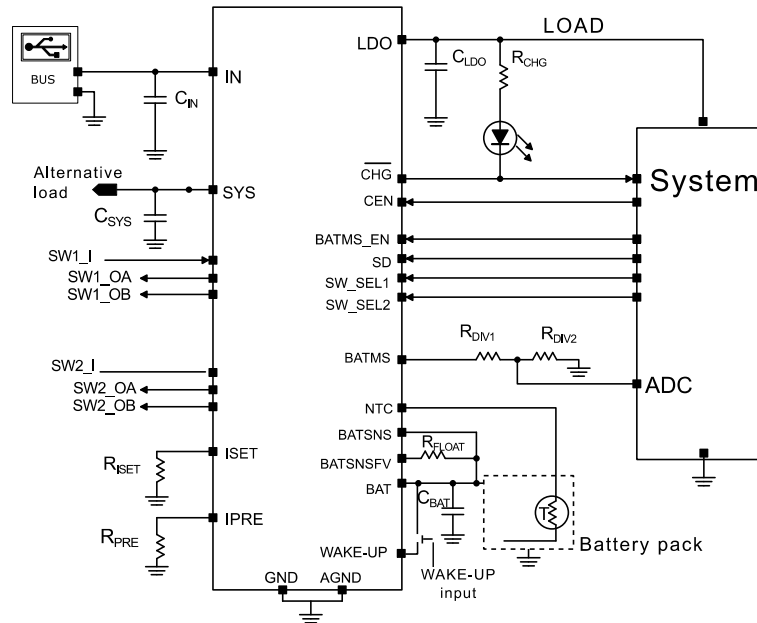 BUS
IN
C_IN
Alternative
load
SYS
C_SYS
SW1_I
SW1_OA
SW1_OB
SW2_I
SW2_OA
SW2_OB
ISET
R_ISET
IPRE
R_PRE
GND
AGND
LDO
LOAD
C_LDO
R_CHG
CHG
CEN
BATMS_EN
SD
SW_SEL1
SW_SEL2
BATMS
R_DIV1
R_DIV2
NTC
BATSNS
R_FLOAT
BATSNSFV
BAT
C_BAT
WAKE-UP
WAKE-UP
input
T
Battery pack
System
ADC